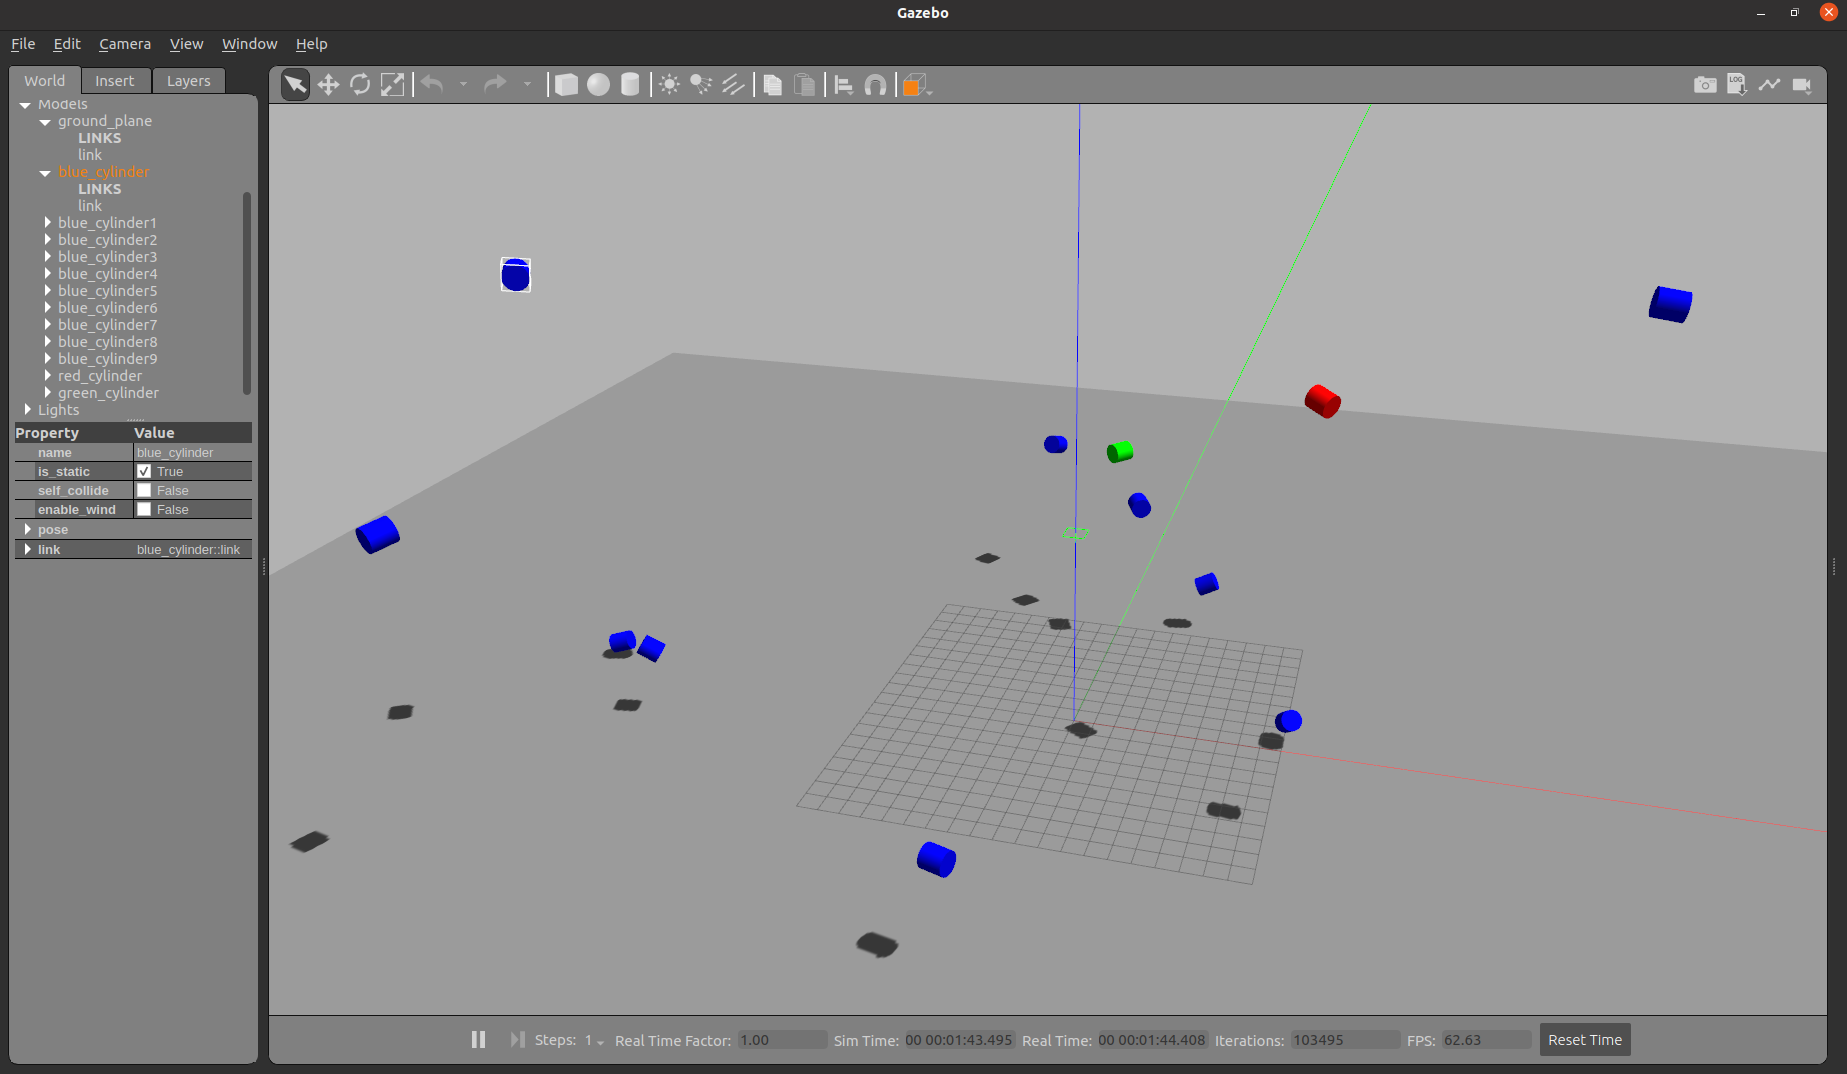 Gazebo
File Edit Camera View Window Help
World Insert Layers
LOG
Models
ground_plane
LINKS
link
blue_cylinder
LINKS
link
blue_cylinder1
blue_cylinder2
blue_cylinder3
blue_cylinder4
blue_cylinder5
blue_cylinder6
blue_cylinder7
blue_cylinder8
blue_cylinder9
red_cylinder
green_cylinder
Lights
Property Value
name blue_cylinder
is_static True
self_collide False
enable_wind False
pose
link blue_cylinder::link
Steps: 1 Real Time Factor: 1.00 Sim Time: 00 00:01:43.495 Real Time: 00 00:01:44.408 Iterations: 103495 FPS: 62.63 Reset Time